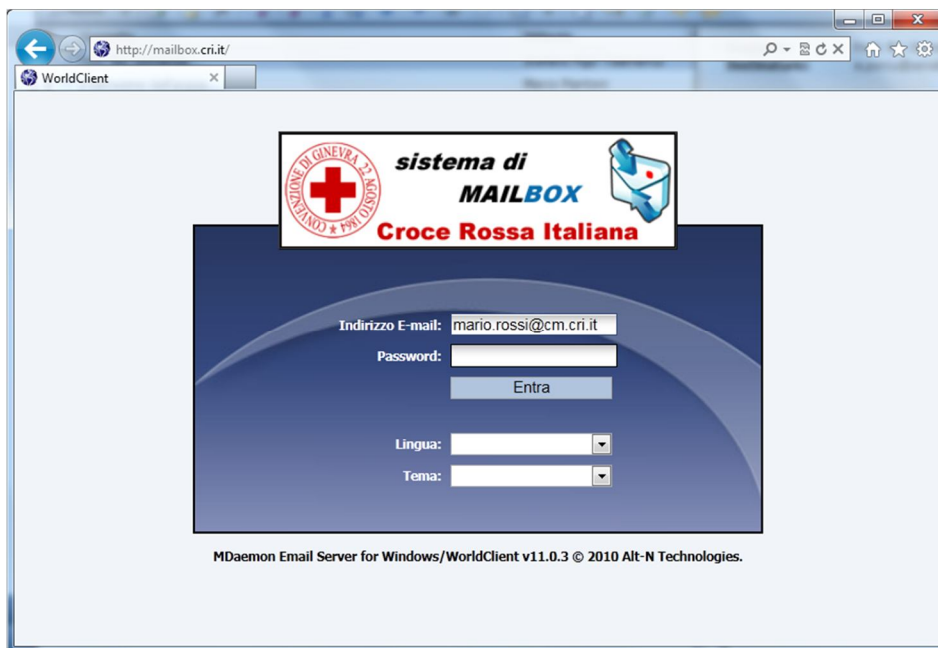 http://mailbox.cri.it/
WorldClient
CONVENZIONE DI GINEVRA 22 AGOSTO 1864
sistema di
MAILBOX
Croce Rossa Italiana
Indirizzo E-mail: mario.rossi@cm.cri.it
Password:
Entra
Lingua:
Tema:
MDaemon Email Server for Windows/WorldClient v11.0.3 © 2010 Alt-N Technologies.